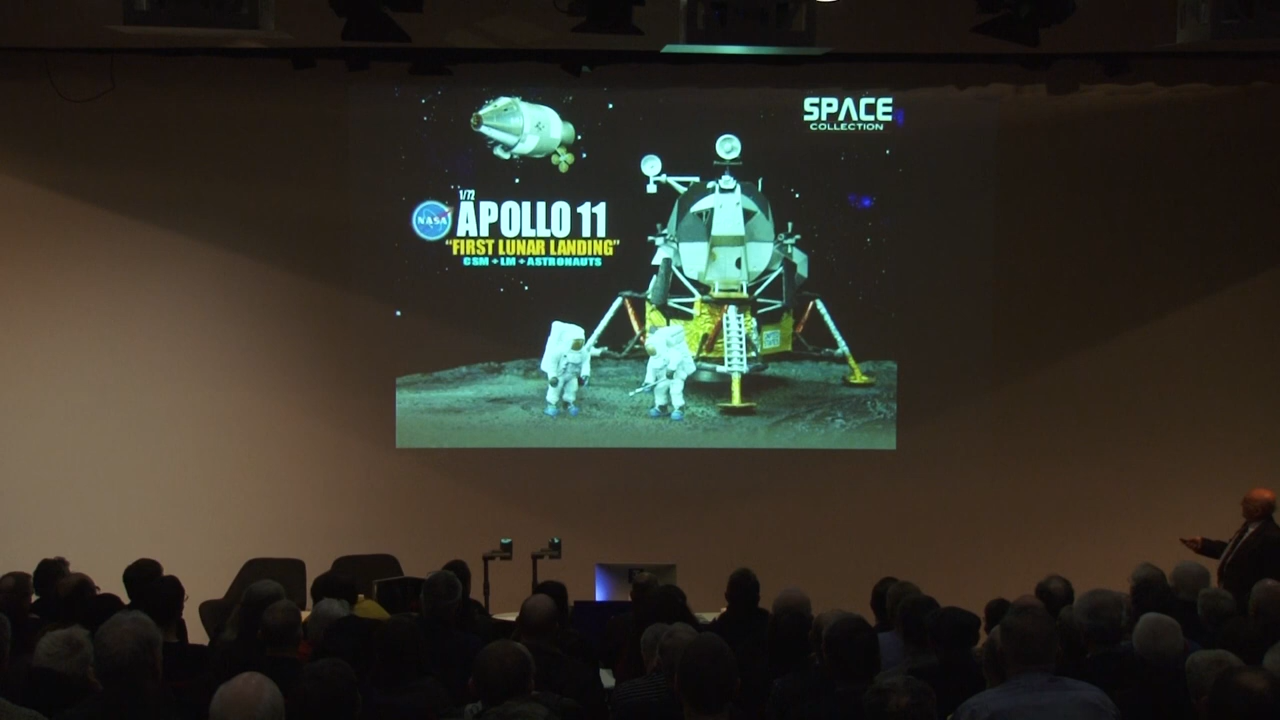 SPACE
COLLECTION
1/72
NASA
APOLLO 11
"FIRST LUNAR LANDING"
CSM + LM + ASTRONAUTS